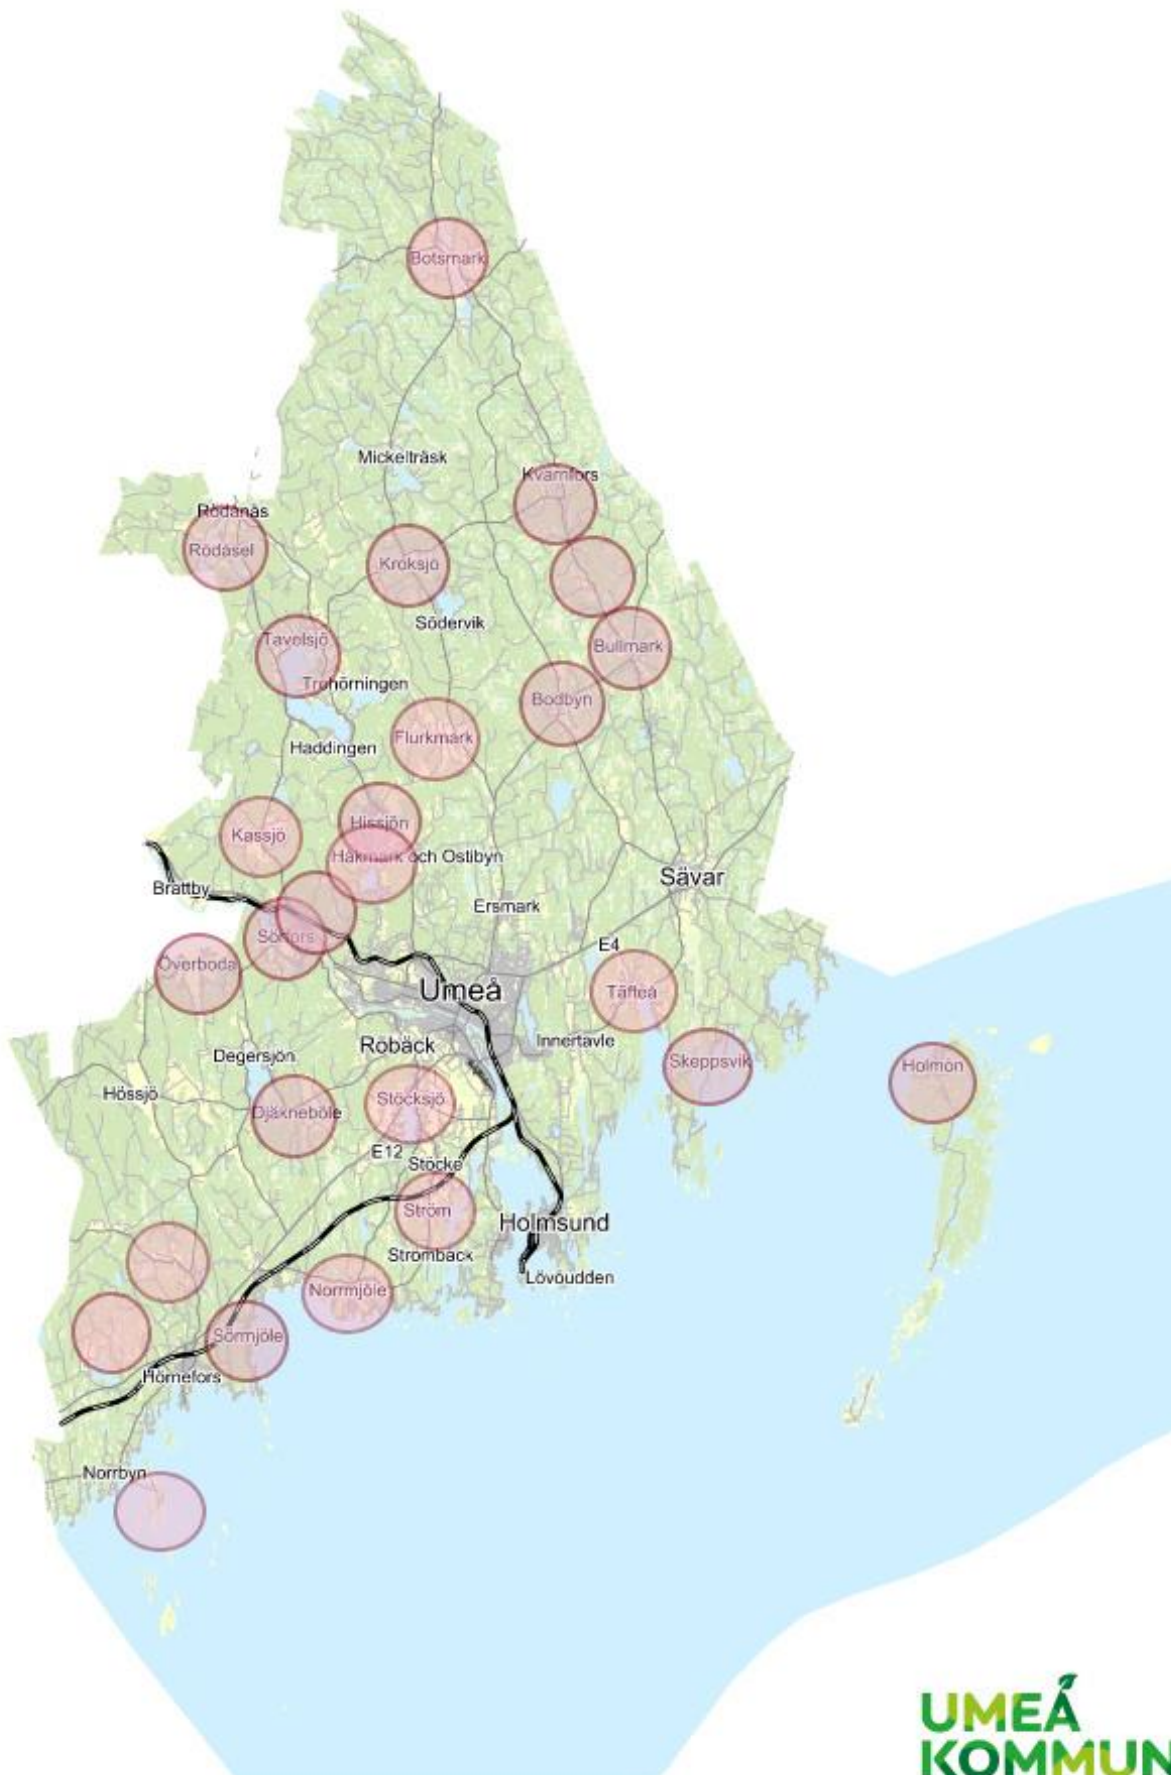 Botsmark
Mickelträsk
Kvarnfors
Rödånäs
Rödåsel
Kroksjö
Södervik
Tavelsjö
Bullmark
Trehörningen
Bodbyn
Flurkmark
Haddingen
Hissjön
Kassjö
Håkmark och Ostibyn
Sävar
Brattby
Ersmark
Sörfors
E4
Överboda
Umeå
Täfteå
Innertavle
Röbäck
Degersjön
Skeppsvik
Holmön
Hössjö
Stocksjö
Djäkneböle
E12
Stöcke
Ström
Holmsund
Strömbäck
Lövöudden
Norrmjöle
Sörmjöle
Hörnefors
Norrbyn
UMEÅ
KOMMUN